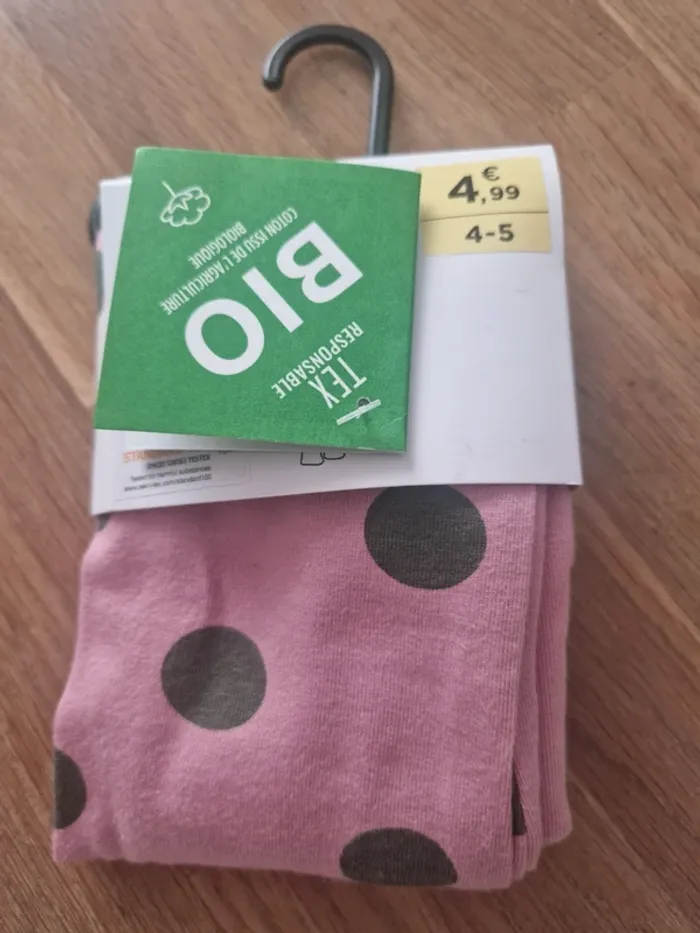 4,€99
4-5
TEX
RESPONSABLE
BIO
COTON ISSU DE L'AGRICULTURE
BIOLOGIQUE